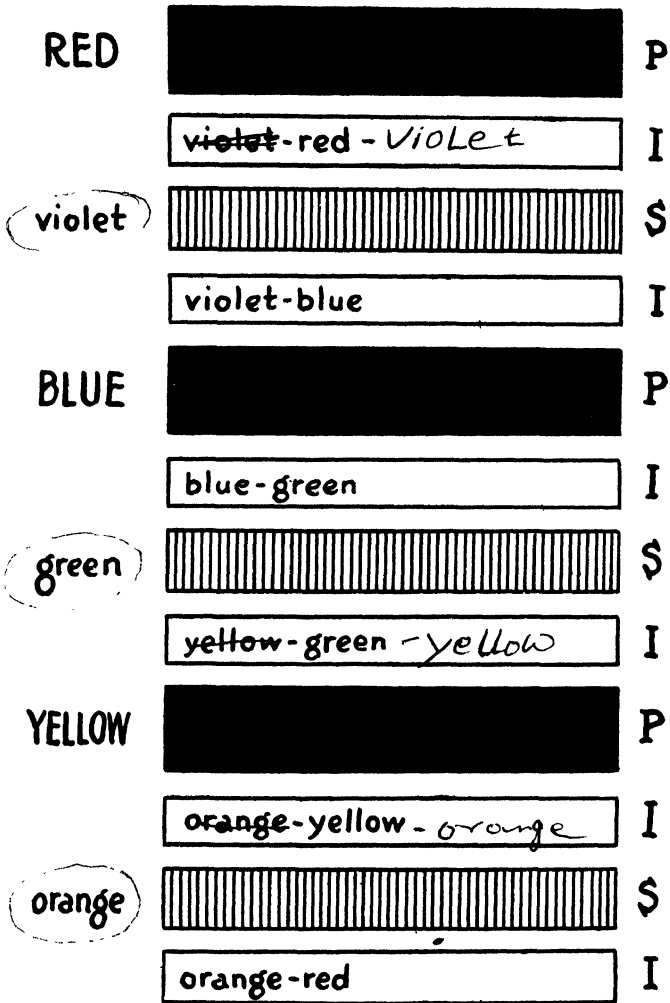 RED P
violet-red - VioLet I
violet S
violet-blue I
BLUE P
blue-green I
green S
yellow-green - yellow I
YELLOW P
orange-yellow - orange I
orange S
orange-red I